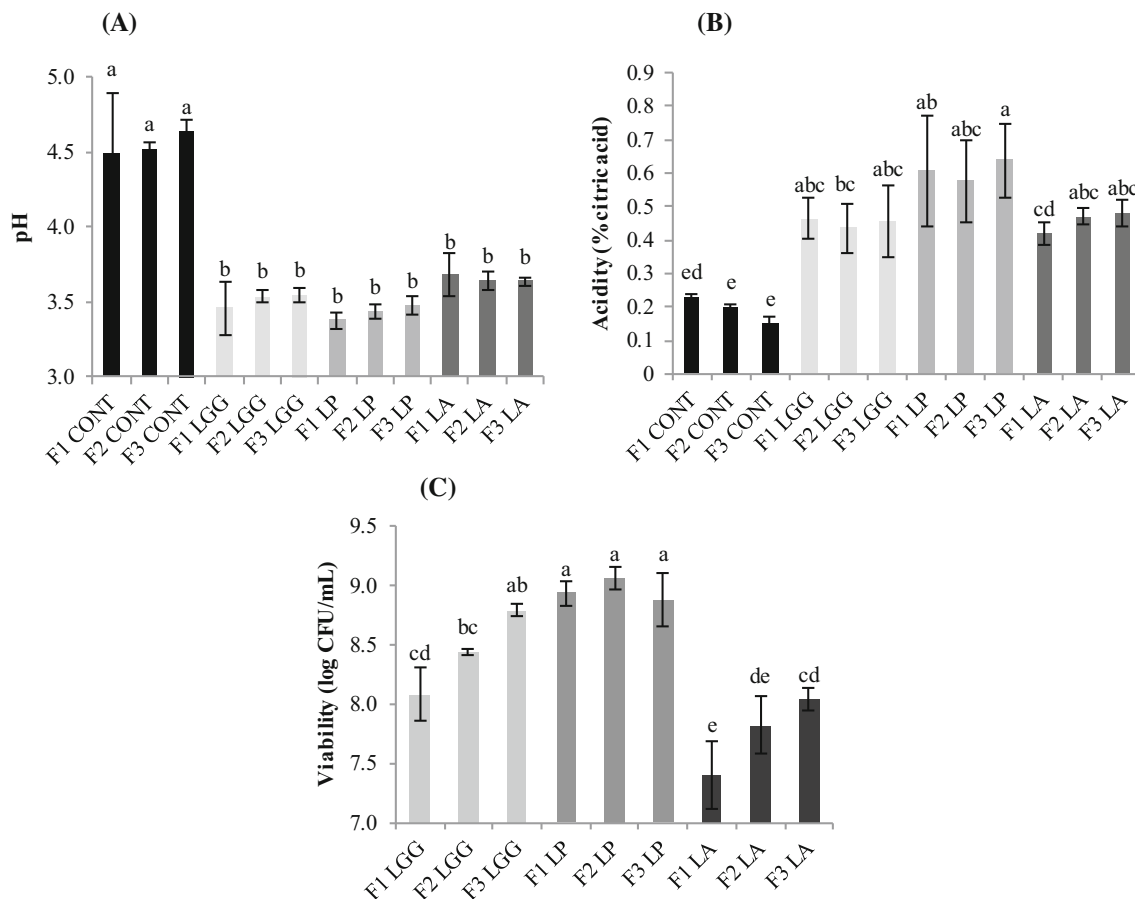 (A)
a
a
a
b
b
b
b
b
b
b
b
b
5.0
4.5
4.0
3.5
3.0
pH
F1 CONT
F2 CONT
F3 CONT
F1 LGG
F2 LGG
F3 LGG
F1 LP
F2 LP
F3 LP
F1 LA
F2 LA
F3 LA
(B)
0.9
0.8
0.7
0.6
0.5
0.4
0.3
0.2
0.1
0
Acidity (% citric acid)
ed
e
e
abc
bc
abc
ab
abc
a
cd
abc
abc
F1 CONT
F2 CONT
F3 CONT
F1 LGG
F2 LGG
F3 LGG
F1 LP
F2 LP
F3 LP
F1 LA
F2 LA
F3 LA
(C)
9.5
9.0
8.5
8.0
7.5
7.0
Viability (log CFU/mL)
cd
bc
ab
a
a
a
e
de
cd
F1 LGG
F2 LGG
F3 LGG
F1 LP
F2 LP
F3 LP
F1 LA
F2 LA
F3 LA